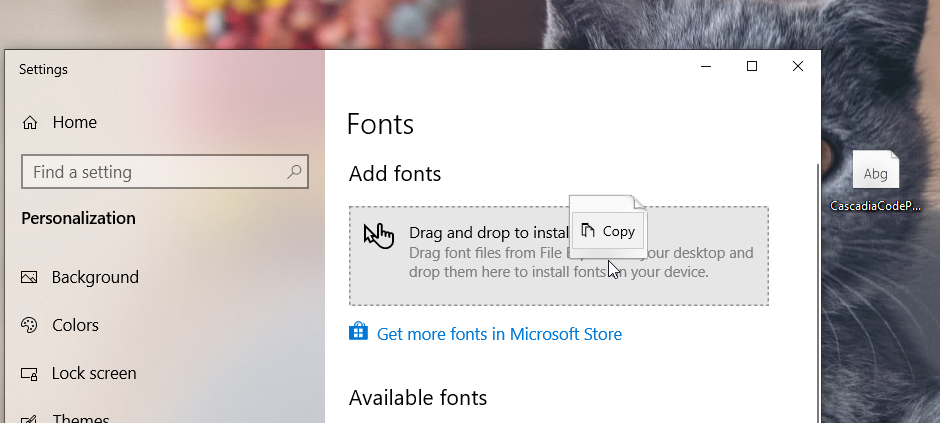 Settings
Home
Find a setting
Personalization
Background
Colors
Lock screen
Themes
Fonts
Add fonts
Drag and drop to instal
Copy
Drag font files from File E your desktop and
drop them here to install fonts on your device.
Get more fonts in Microsoft Store
Available fonts
Abg
CascadiaCodeP...